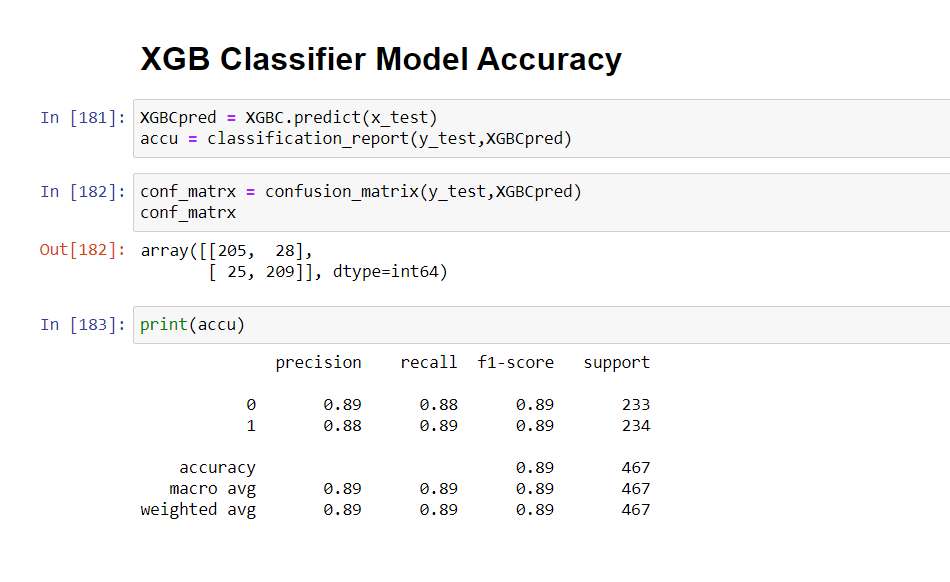 XGB Classifier Model Accuracy
In [181]: XGBCpred = XGBC.predict(x_test)
accu = classification_report(y_test,XGBCpred)
In [182]: conf_matrx = confusion_matrix(y_test,XGBCpred)
conf_matrx
Out[182]: array([[205,  28],
       [ 25, 209]], dtype=int64)
In [183]: print(accu)
              precision    recall  f1-score   support
           0       0.89      0.88      0.89       233
           1       0.88      0.89      0.89       234
    accuracy                           0.89       467
   macro avg       0.89      0.89      0.89       467
weighted avg       0.89      0.89      0.89       467